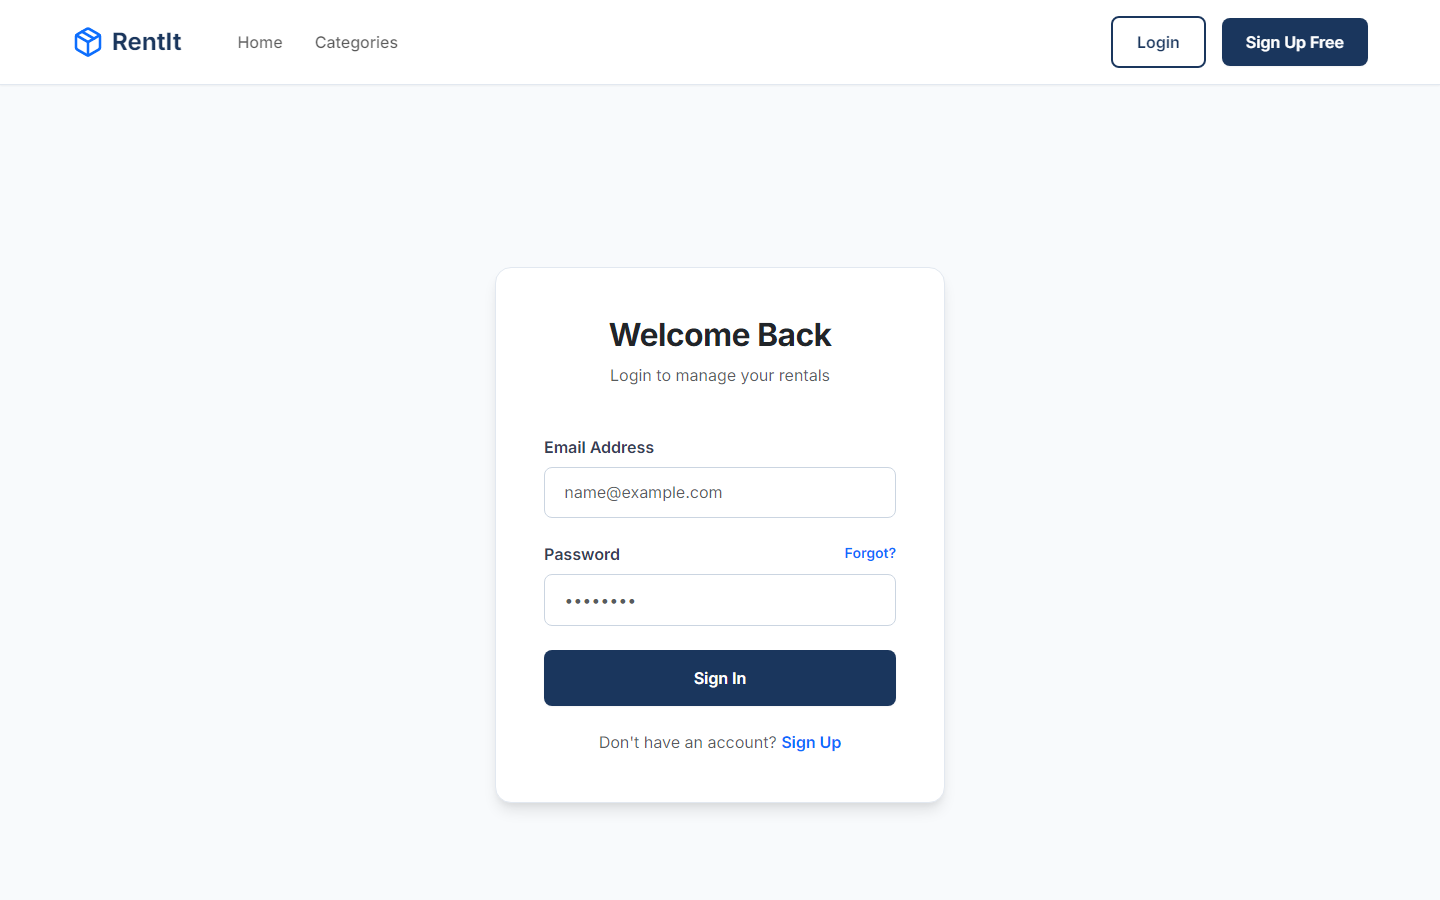 RentIt
Home
Categories
Login
Sign Up Free
Welcome Back
Login to manage your rentals
Email Address
name@example.com
Password
Forgot?
••••••••
Sign In
Don't have an account? Sign Up